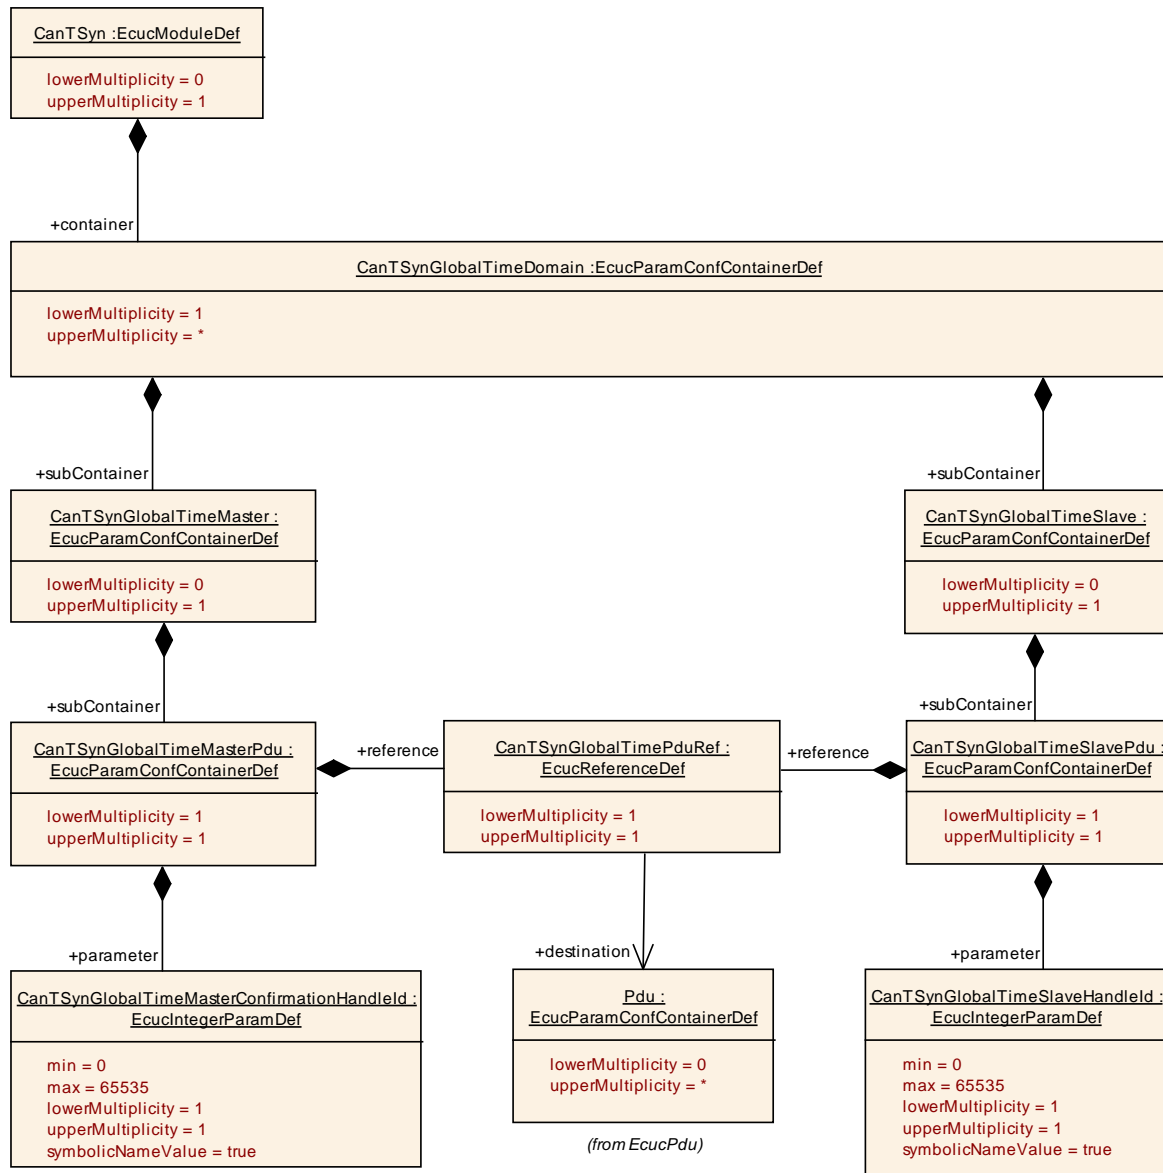 CanTSyn :EcucModuleDef
lowerMultiplicity = 0
upperMultiplicity = 1
+container
CanTSynGlobalTimeDomain :EcucParamConfContainerDef
lowerMultiplicity = 1
upperMultiplicity = *
+subContainer
+subContainer
CanTSynGlobalTimeMaster :
EcucParamConfContainerDef
lowerMultiplicity = 0
upperMultiplicity = 1
CanTSynGlobalTimeSlave :
EcucParamConfContainerDef
lowerMultiplicity = 0
upperMultiplicity = 1
+subContainer
+subContainer
CanTSynGlobalTimeMasterPdu :
EcucParamConfContainerDef
lowerMultiplicity = 1
upperMultiplicity = 1
+reference
CanTSynGlobalTimePduRef :
EcucReferenceDef
lowerMultiplicity = 1
upperMultiplicity = 1
+reference
CanTSynGlobalTimeSlavePdu :
EcucParamConfContainerDef
lowerMultiplicity = 1
upperMultiplicity = 1
+parameter
+destination
+parameter
CanTSynGlobalTimeMasterConfirmationHandleId :
EcucIntegerParamDef
min = 0
max = 65535
lowerMultiplicity = 1
upperMultiplicity = 1
symbolicNameValue = true
Pdu :
EcucParamConfContainerDef
lowerMultiplicity = 0
upperMultiplicity = *
(from EcucPdu)
CanTSynGlobalTimeSlaveHandleId :
EcucIntegerParamDef
min = 0
max = 65535
lowerMultiplicity = 1
upperMultiplicity = 1
symbolicNameValue = true